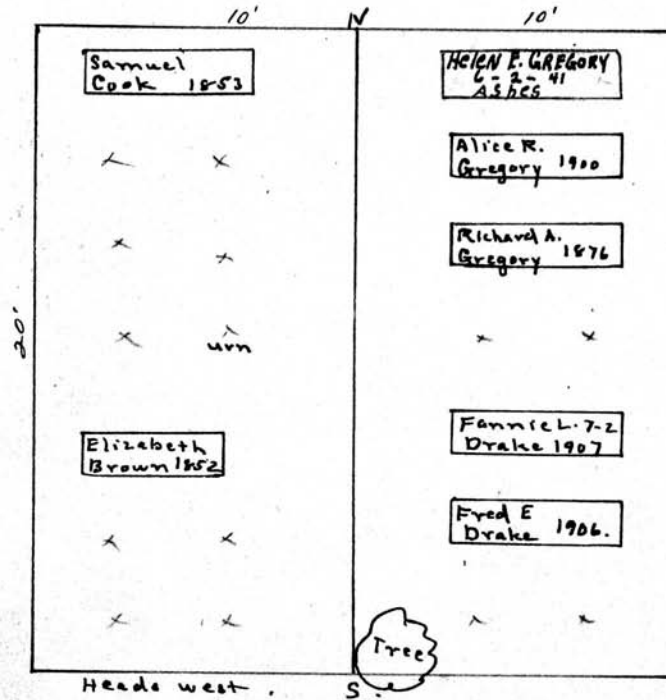 10' N 10'
Samuel
Cook 1853
HELEN E. GREGORY
6-2-41
Ashes
Alice R.
Gregory 1900
Richard A.
Gregory 1876
20'
urn
Elizabeth
Brown 1852
Fannie L. 7-2
Drake 1907
Fred E
Drake 1906.
Tree
Heads west. S.